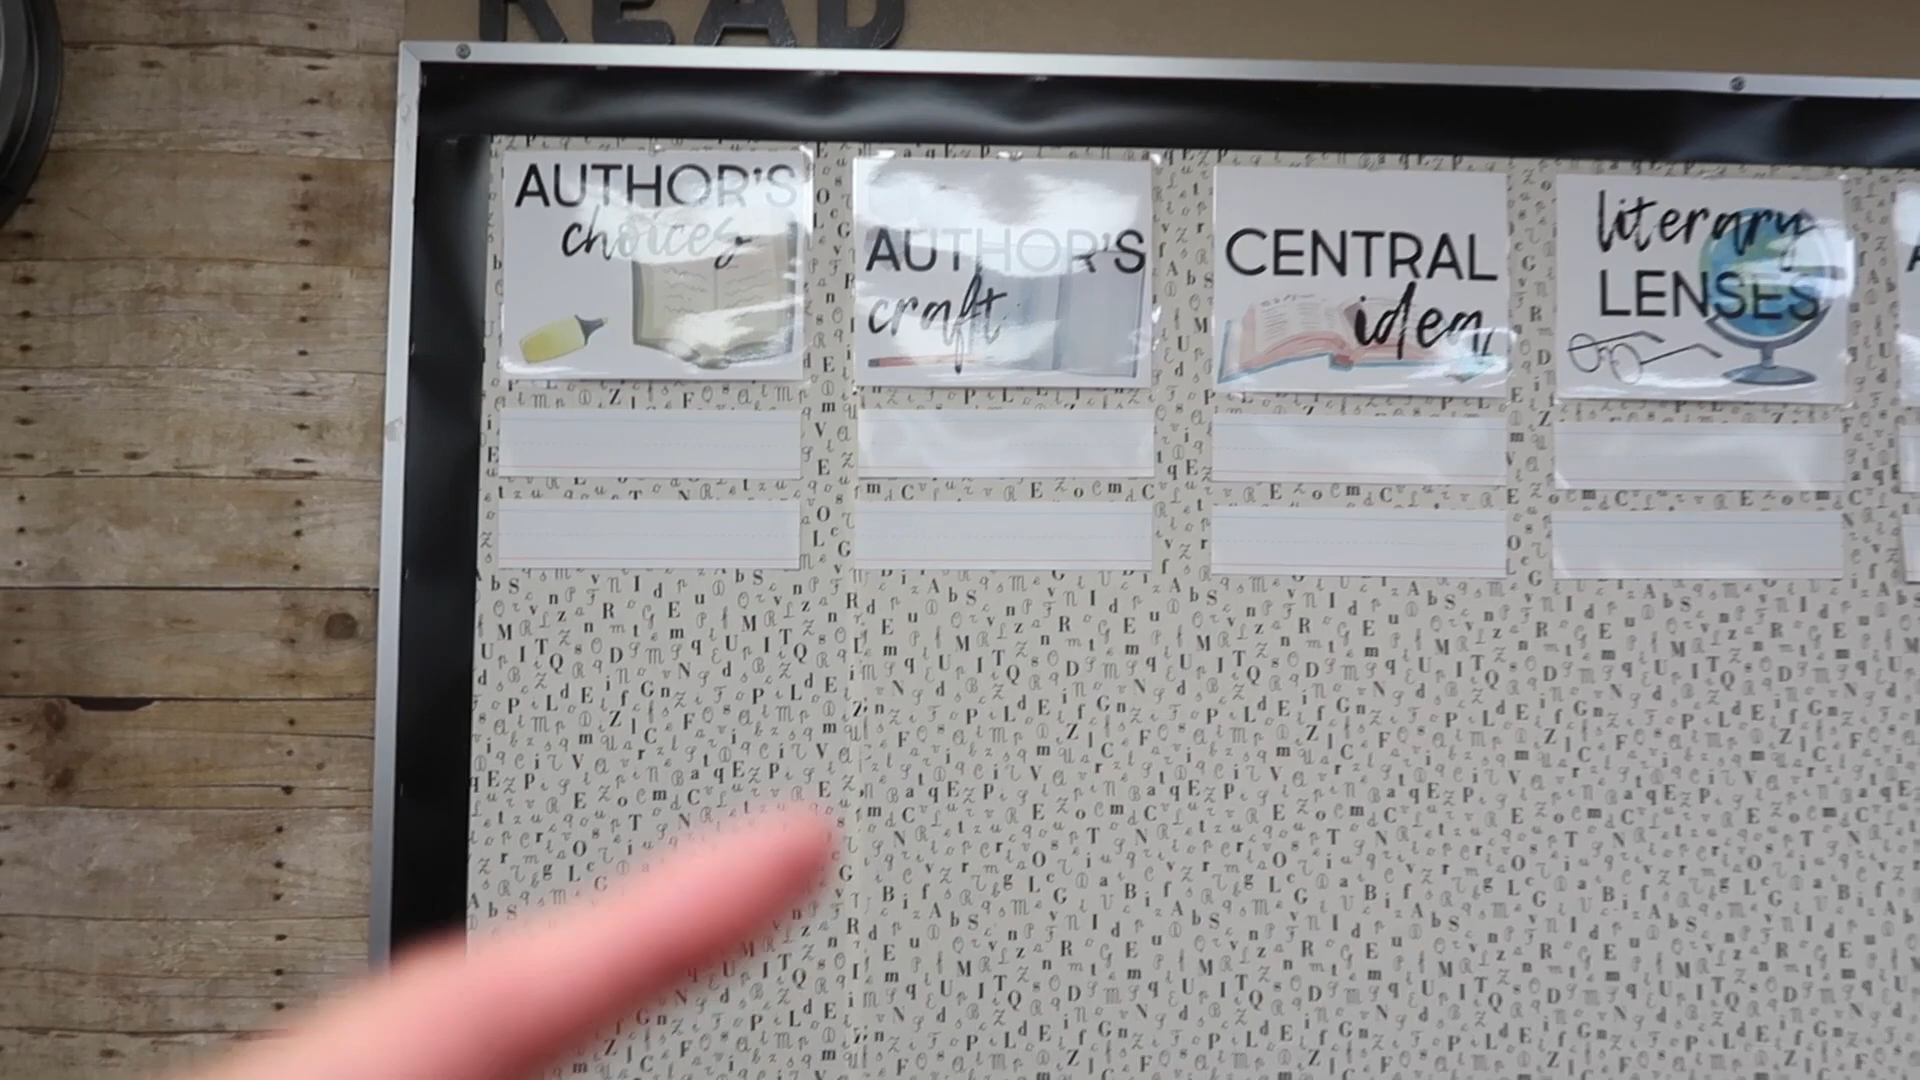 READ
AUTHOR'S
choices
AUTHOR'S
craft
CENTRAL
idea
literary
LENSES